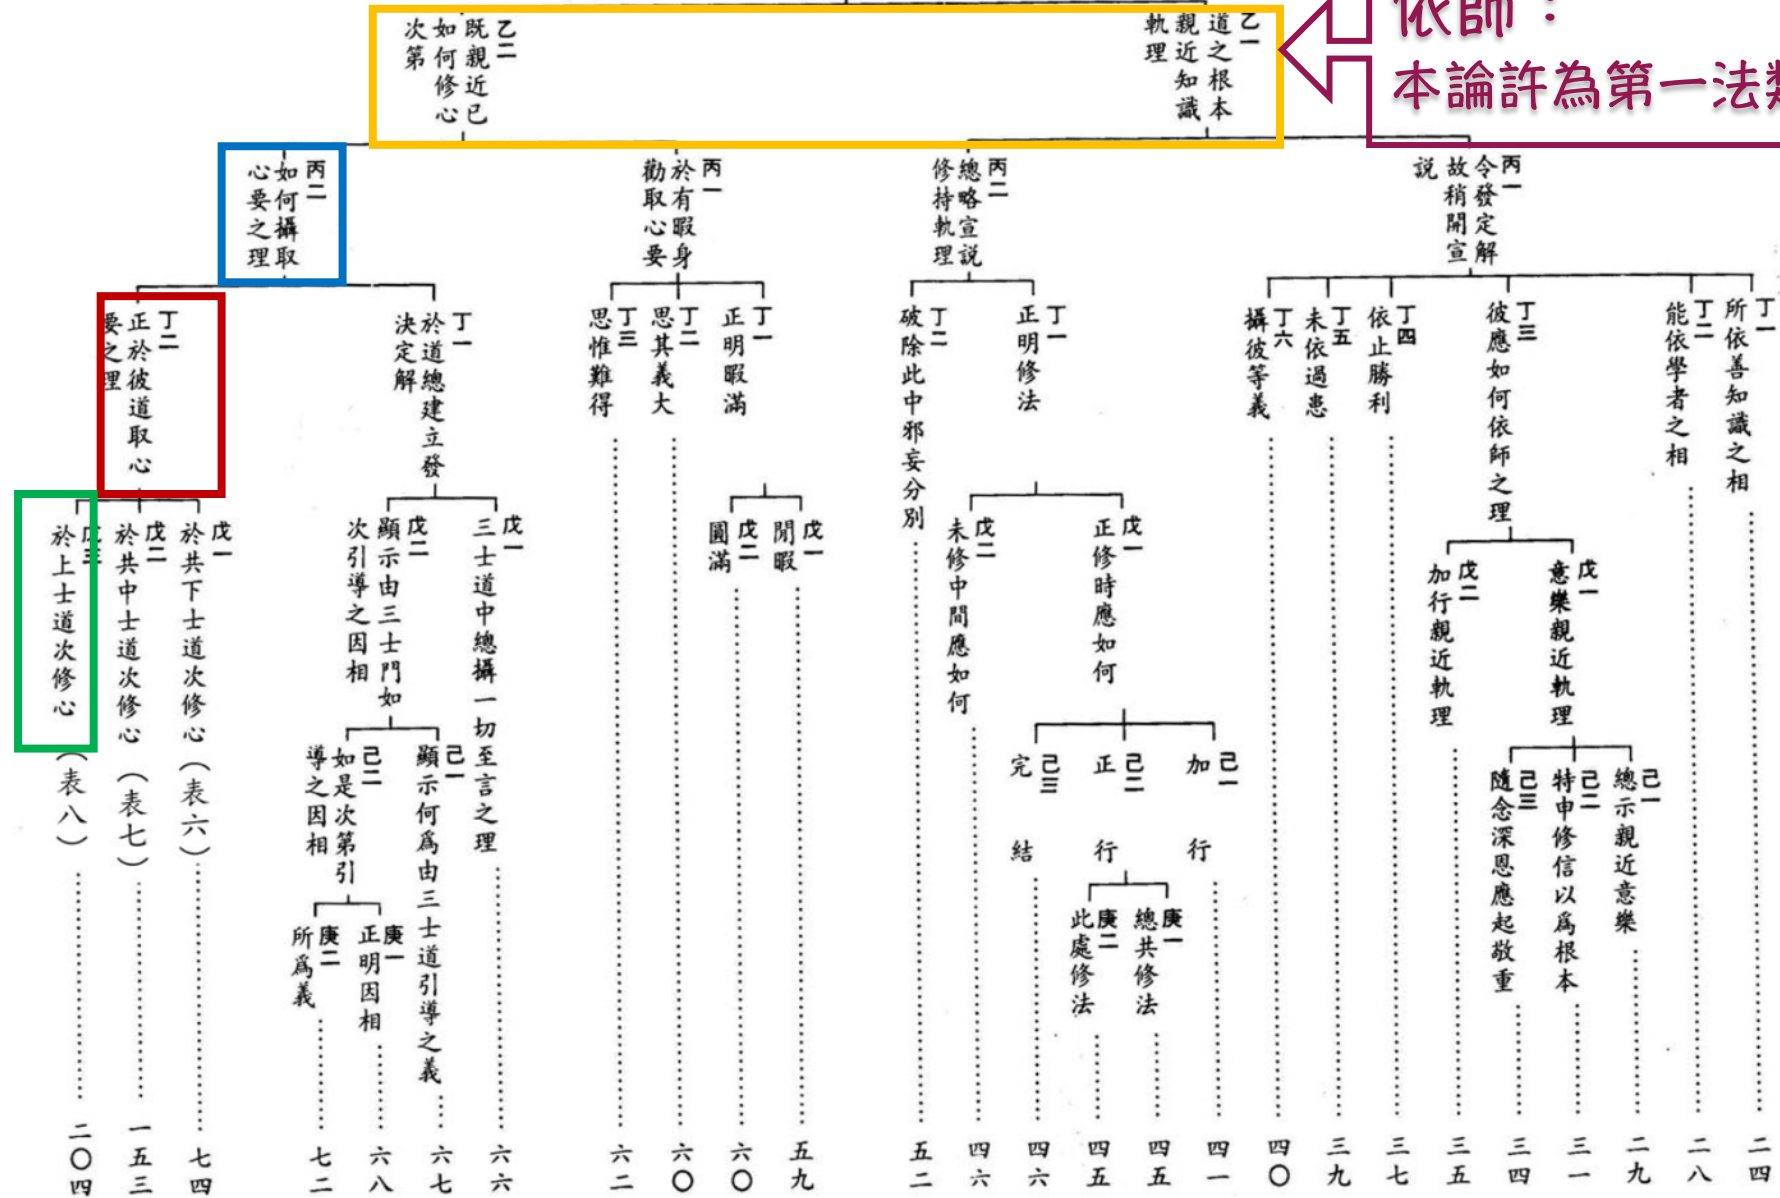 依師：
本論許為第一法類
乙一
道之根本
親近知識
軌理
乙二
既親近已
如何修心
次第
丙一
令發定解
故稍開宣
説
丙二
總略宣説
修持軌理
丙一
於有暇身
勸取心要
丙二
如何攝取
心要之理
丁一
所依善知識之相
丁二
能依學者之相
丁三
彼應如何依師之理
丁四
依止勝利
丁五
未依過患
丁六
攝彼等義
丁一
正明修法
丁二
破除此中邪妄分別
丁一
正明暇滿
丁二
思其義大
丁三
思惟難得
丁一
於道總建立發
決定解
丁二
正於彼道取心
要之理
戊一
意樂親近軌理
戊二
加行親近軌理
戊一
正修時應如何
戊二
未修中間應如何
戊一
閒暇
戊二
圓滿
戊一
三士道中總攝一切至言之理
戊二
顯示由三士門如
次引導之因相
戊一
於共下士道次修心（表六）
戊二
於共中士道次修心（表七）
戊三
於上士道次修心（表八）
己一
總示親近意樂
己二
特申修信以爲根本
己三
隨念深恩應起敬重
己一
加行
己二
正行
己三
完結
己一
顯示何爲由三士道引導之義
己二
如是次第引
導之因相
庚一
總共修法
庚二
此處修法
庚一
正明因相
庚二
所爲義
二四
二八
二九
三一
三四
三五
三七
三九
四〇
四一
四五
四五
四六
四六
五二
五九
六〇
六〇
六二
六六
六七
六八
七二
七四
一五三
二〇四